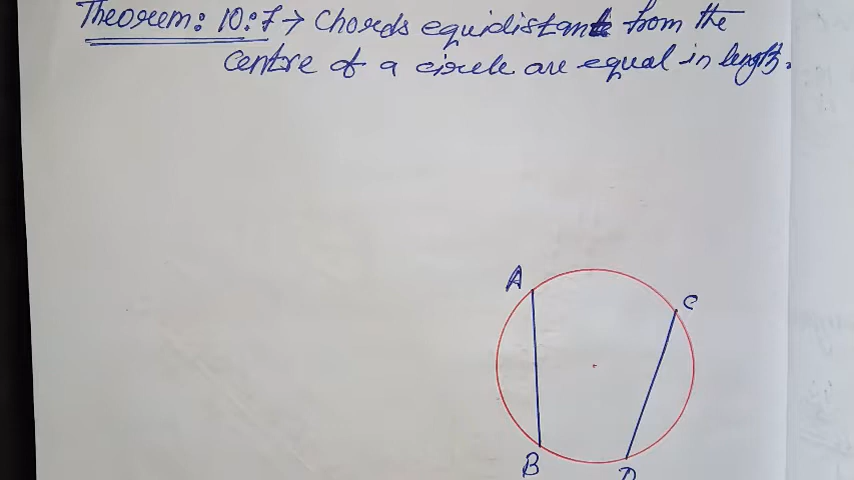 Theorem: 10:7→ Chords equidistant from the
centre of a circle are equal in length.
A
C
B
D